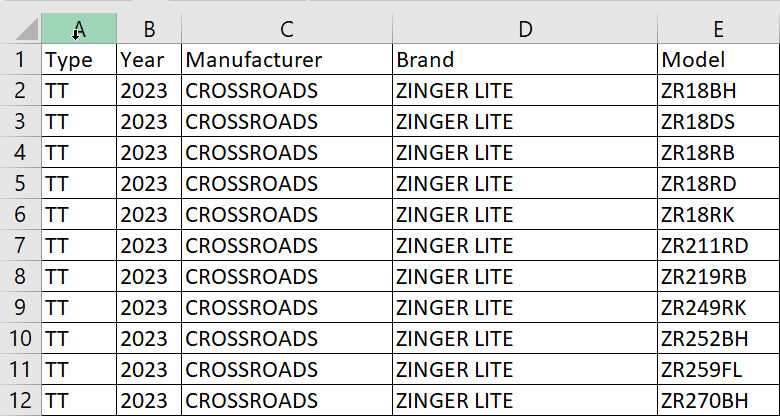 A B C D E
1 Type Year Manufacturer Brand Model
2 TT 2023 CROSSROADS ZINGER LITE ZR18BH
3 TT 2023 CROSSROADS ZINGER LITE ZR18DS
4 TT 2023 CROSSROADS ZINGER LITE ZR18RB
5 TT 2023 CROSSROADS ZINGER LITE ZR18RD
6 TT 2023 CROSSROADS ZINGER LITE ZR18RK
7 TT 2023 CROSSROADS ZINGER LITE ZR211RD
8 TT 2023 CROSSROADS ZINGER LITE ZR219RB
9 TT 2023 CROSSROADS ZINGER LITE ZR249RK
10 TT 2023 CROSSROADS ZINGER LITE ZR252BH
11 TT 2023 CROSSROADS ZINGER LITE ZR259FL
12 TT 2023 CROSSROADS ZINGER LITE ZR270BH